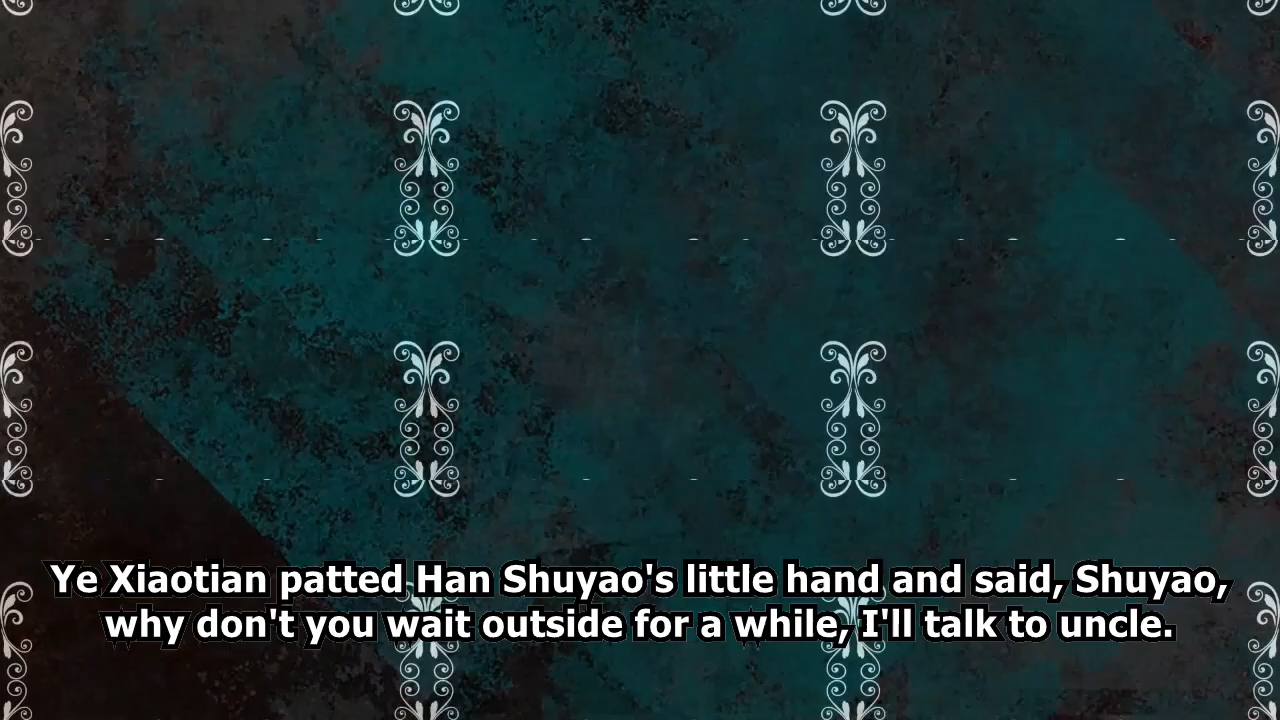 Ye Xiaotian patted Han Shuyao's little hand and said, Shuyao,
why don't you wait outside for a while, I'll talk to uncle.